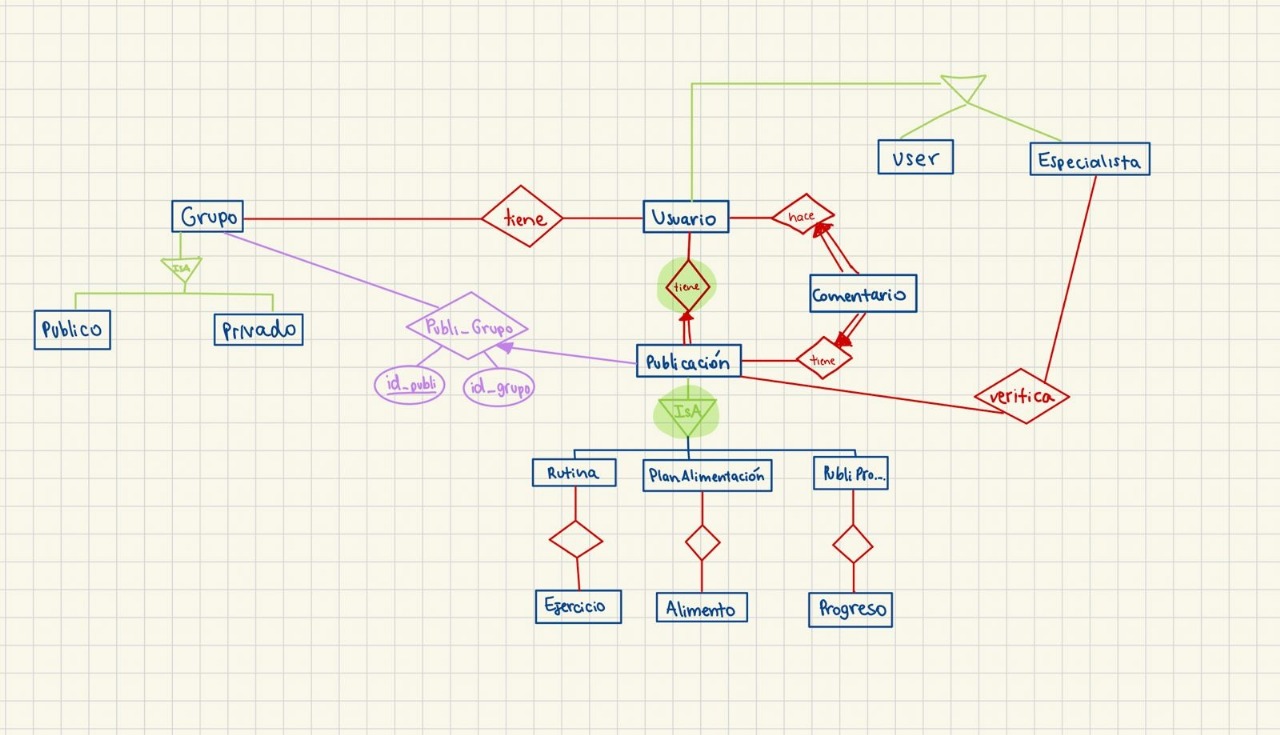 User
Especialista
Grupo
tiene
Usuario
hace
IsA
tiene
Comentario
Publico
Privado
Publi_Grupo
Publicación
tiene
id_publi
id_grupo
verifica
IsA
Rutina
PlanAlimentación
Publi Pro...
Ejercicio
Alimento
Progreso